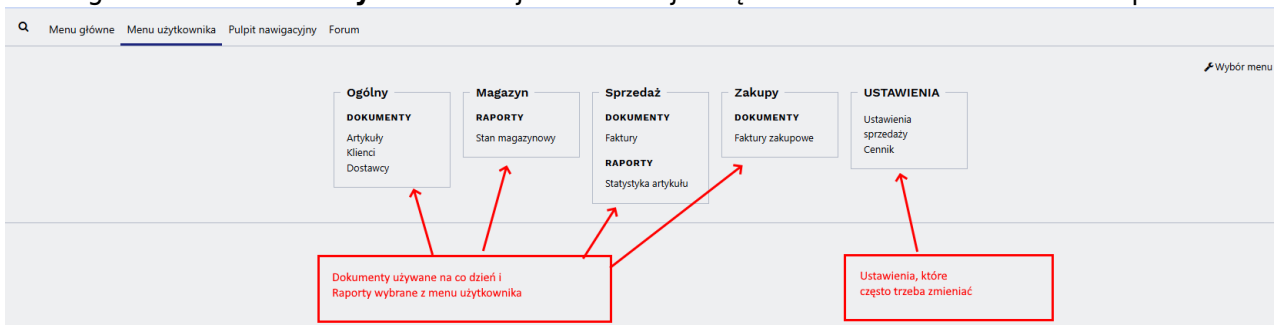 Menu główne Menu użytkownika Pulpit nawigacyjny Forum
Wybór menu
Ogólny
DOKUMENTY
Artykuły
Klienci
Dostawcy
Magazyn
RAPORTY
Stan magazynowy
Sprzedaż
DOKUMENTY
Faktury
RAPORTY
Statystyka artykułu
Zakupy
DOKUMENTY
Faktury zakupowe
USTAWIENIA
Ustawienia
sprzedaży
Cennik
Dokumenty używane na co dzień i
Raporty wybrane z menu użytkownika
Ustawienia, które
często trzeba zmieniać